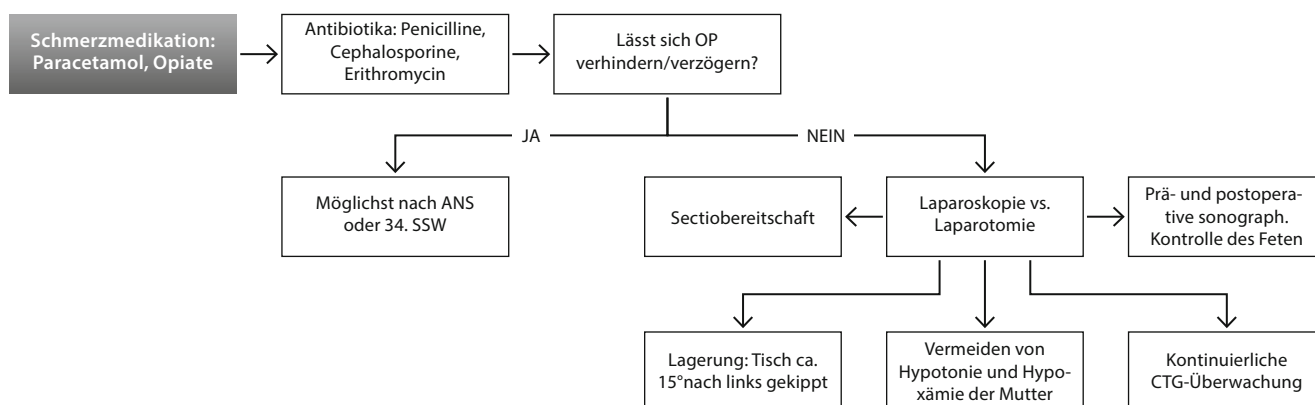 Schmerzmedikation:
Paracetamol, Opiate
Antibiotika: Penicilline,
Cephalosporine,
Erithromycin
Lässt sich OP
verhindern/verzögern?
JA
NEIN
Möglichst nach ANS
oder 34. SSW
Sectiobereitschaft
Laparoskopie vs.
Laparotomie
Prä- und postopera-
tive sonograph.
Kontrolle des Feten
Lagerung: Tisch ca.
15°nach links gekippt
Vermeiden von
Hypotonie und Hypo-
xämie der Mutter
Kontinuierliche
CTG-Überwachung